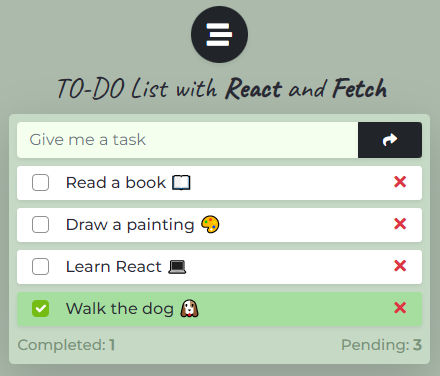 TO-DO List with React and Fetch
Give me a task
Read a book 📖
Draw a painting 🎨
Learn React 💻
Walk the dog 🐶
Completed: 1 Pending: 3